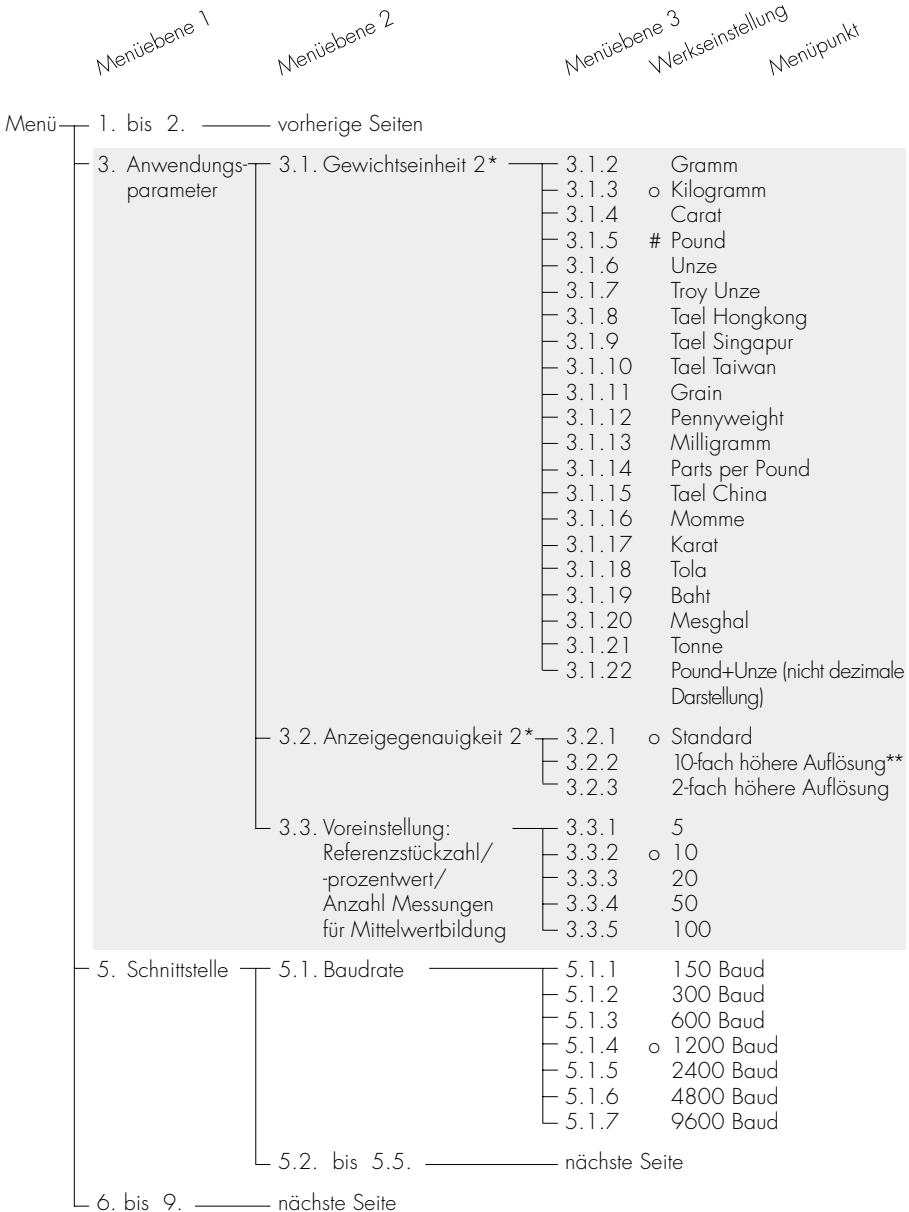 Menüebene 1 Menüebene 2 Menüebene 3 Werkseinstellung Menüpunkt
Menü 1. bis 2. vorherige Seiten
3. Anwendungs- 3.1. Gewichtseinheit 2* 3.1.2 Gramm
parameter 3.1.3 o Kilogramm
3.1.4 Carat
3.1.5 # Pound
3.1.6 Unze
3.1.7 Troy Unze
3.1.8 Tael Hongkong
3.1.9 Tael Singapur
3.1.10 Tael Taiwan
3.1.11 Grain
3.1.12 Pennyweight
3.1.13 Milligramm
3.1.14 Parts per Pound
3.1.15 Tael China
3.1.16 Momme
3.1.17 Karat
3.1.18 Tola
3.1.19 Baht
3.1.20 Mesghal
3.1.21 Tonne
3.1.22 Pound+Unze (nicht dezimale
Darstellung)
3.2. Anzeigegenauigkeit 2* 3.2.1 o Standard
3.2.2 10-fach höhere Auflösung**
3.2.3 2-fach höhere Auflösung
3.3. Voreinstellung: 3.3.1 5
Referenzstückzahl/ 3.3.2 o 10
-prozentwert/ 3.3.3 20
Anzahl Messungen 3.3.4 50
für Mittelwertbildung 3.3.5 100
5. Schnittstelle 5.1. Baudrate 5.1.1 150 Baud
5.1.2 300 Baud
5.1.3 600 Baud
5.1.4 o 1200 Baud
5.1.5 2400 Baud
5.1.6 4800 Baud
5.1.7 9600 Baud
5.2. bis 5.5. nächste Seite
6. bis 9. nächste Seite